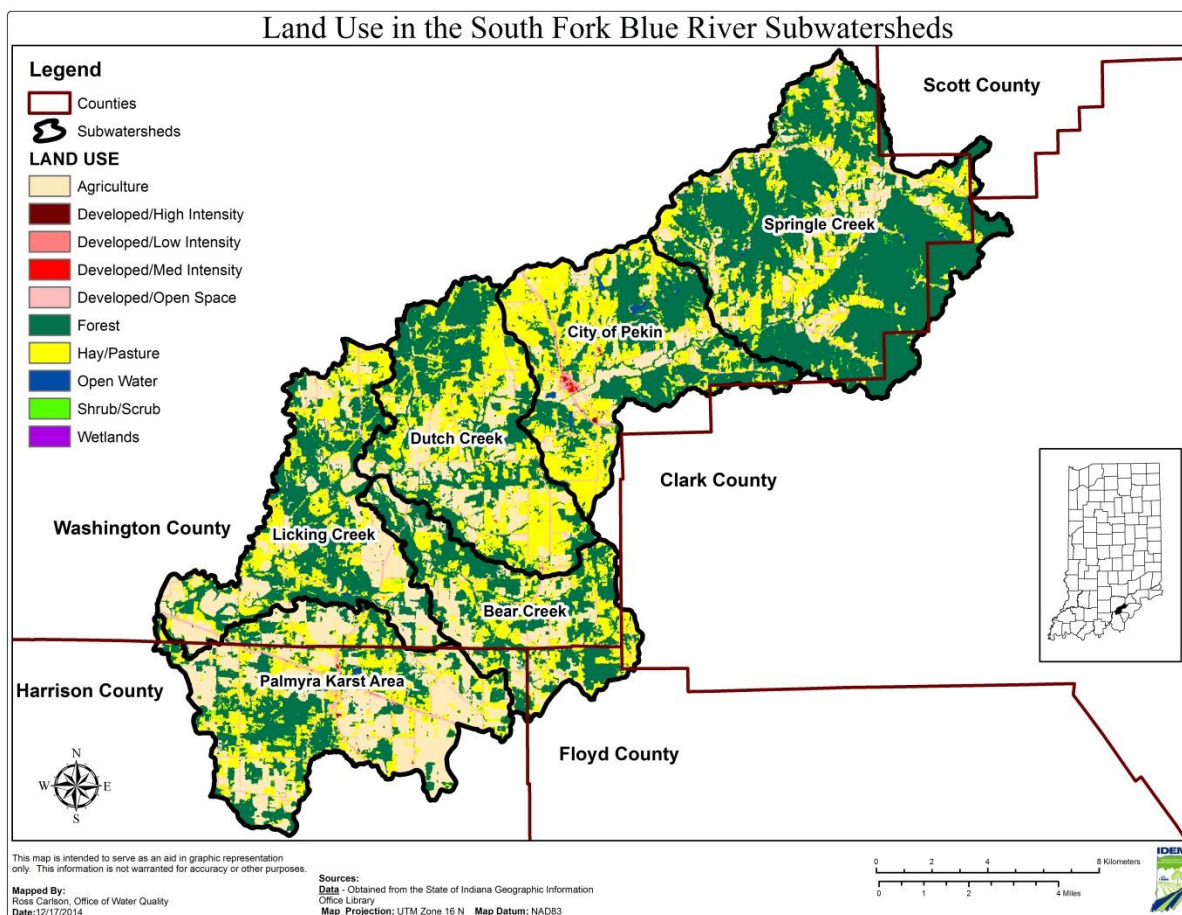 Land Use in the South Fork Blue River Subwatersheds
Legend
Counties
Subwatersheds
LAND USE
Agriculture
Developed/High Intensity
Developed/Low Intensity
Developed/Med Intensity
Developed/Open Space
Forest
Hay/Pasture
Open Water
Shrub/Scrub
Wetlands
Scott County
Springle Creek
City of Pekin
Dutch Creek
Clark County
Washington County
Licking Creek
Bear Creek
Harrison County
Palmyra Karst Area
Floyd County
N
W E
S
This map is intended to serve as an aid in graphic representation
only. This information is not warranted for accuracy or other purposes.
Mapped By:
Ross Carlson, Office of Water Quality
Date:12/17/2014
Sources:
Data - Obtained from the State of Indiana Geographic Information
Office Library
Map Projection: UTM Zone 16 N Map Datum: NAD83
0 2 4 8 Kilometers
0 1 2 4 Miles
IDEM